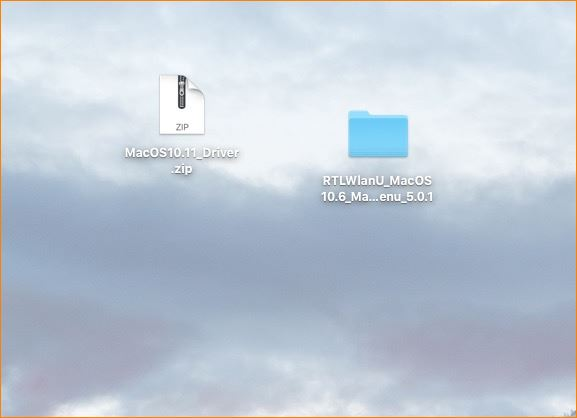 ZIP
MacOS10.11_Driver
.zip
RTLWlanU_MacOS
10.6_Ma...enu_5.0.1